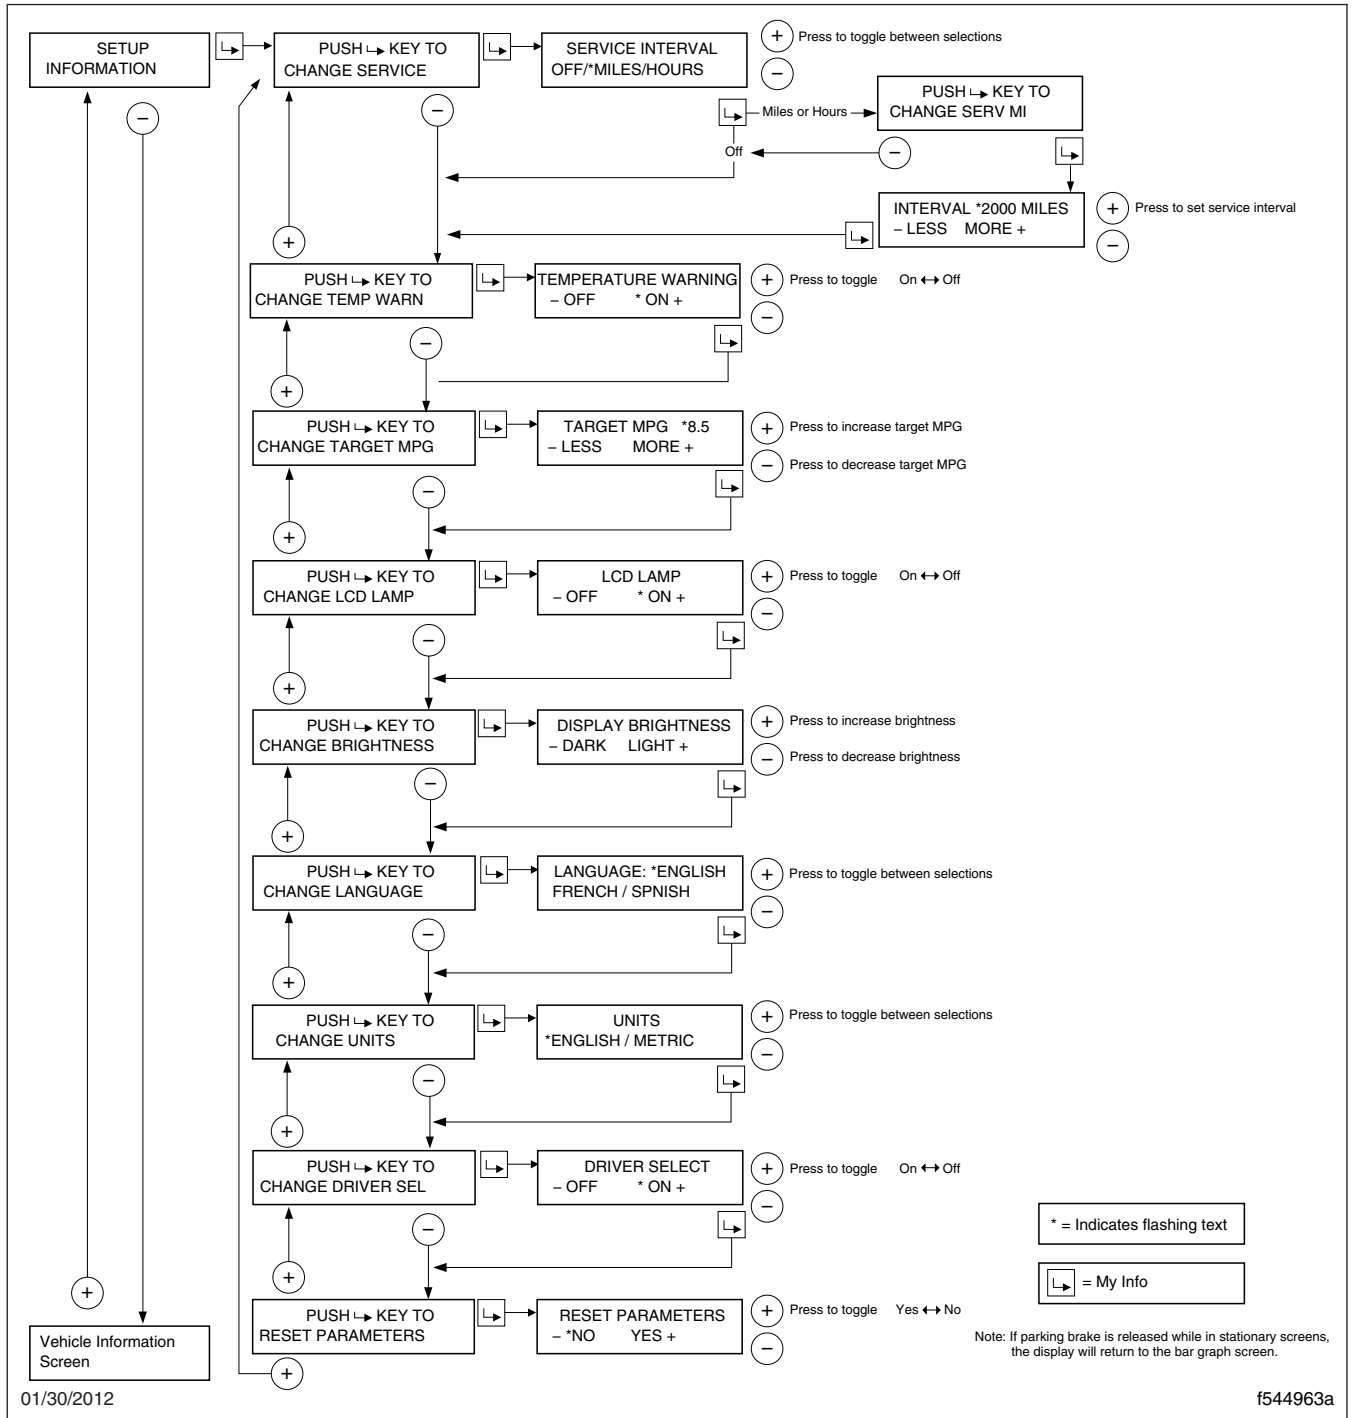 SETUP
INFORMATION
PUSH KEY TO
CHANGE SERVICE
SERVICE INTERVAL
OFF/*MILES/HOURS
+ Press to toggle between selections
–
–
–
Miles or Hours
PUSH KEY TO
CHANGE SERV MI
Off
–
INTERVAL *2000 MILES
– LESS MORE +
+ Press to set service interval
–
+
PUSH KEY TO
CHANGE TEMP WARN
TEMPERATURE WARNING
– OFF * ON +
+ Press to toggle On ↔ Off
–
–
+
PUSH KEY TO
CHANGE TARGET MPG
TARGET MPG *8.5
– LESS MORE +
+ Press to increase target MPG
– Press to decrease target MPG
–
+
PUSH KEY TO
CHANGE LCD LAMP
LCD LAMP
– OFF * ON +
+ Press to toggle On ↔ Off
–
–
+
PUSH KEY TO
CHANGE BRIGHTNESS
DISPLAY BRIGHTNESS
– DARK LIGHT +
+ Press to increase brightness
– Press to decrease brightness
–
+
PUSH KEY TO
CHANGE LANGUAGE
LANGUAGE: *ENGLISH
FRENCH / SPNISH
+ Press to toggle between selections
–
–
+
PUSH KEY TO
CHANGE UNITS
UNITS
*ENGLISH / METRIC
+ Press to toggle between selections
–
–
+
PUSH KEY TO
CHANGE DRIVER SEL
DRIVER SELECT
– OFF * ON +
+ Press to toggle On ↔ Off
–
–
+
* = Indicates flashing text
= My Info
+
PUSH KEY TO
RESET PARAMETERS
RESET PARAMETERS
– *NO YES +
+ Press to toggle Yes ↔ No
–
+
Vehicle Information
Screen
Note: If parking brake is released while in stationary screens,
the display will return to the bar graph screen.
01/30/2012
f544963a